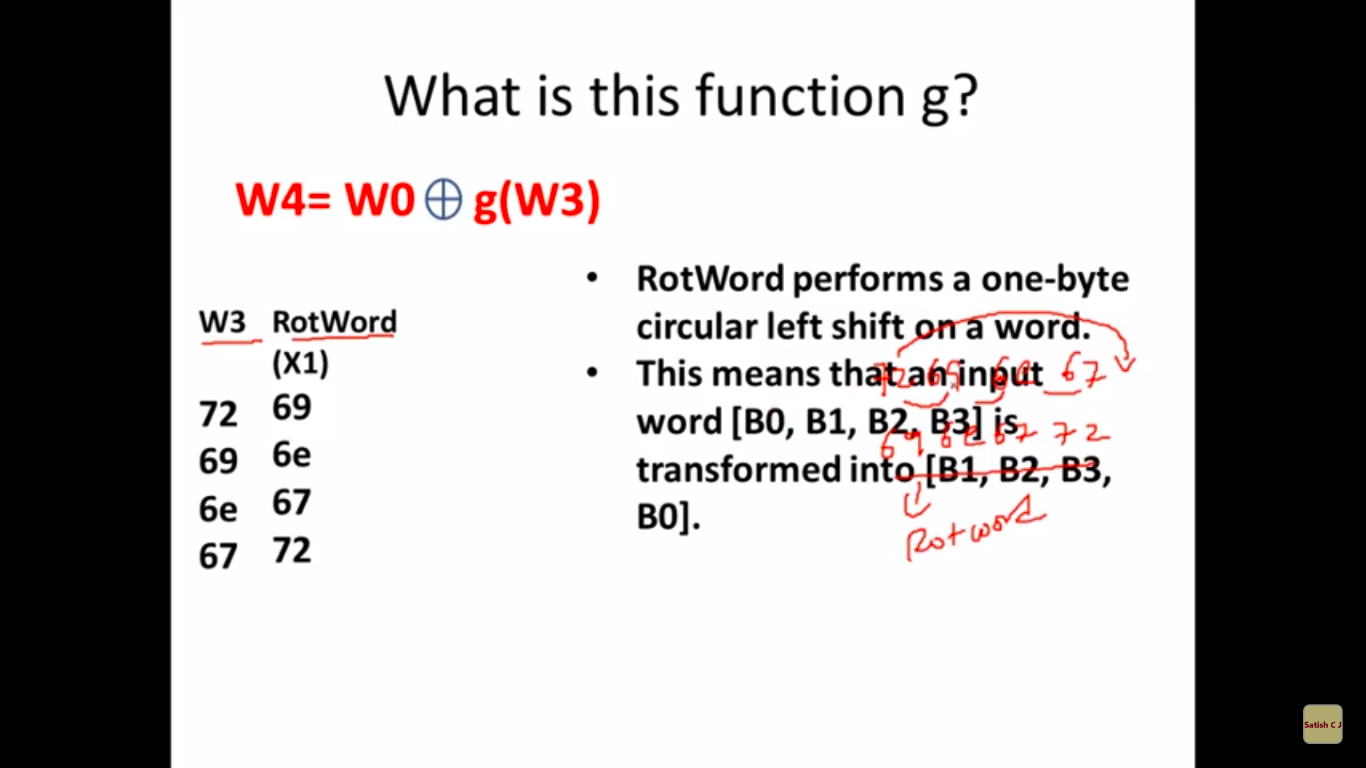 What is this function g?
W4= W0 ⊕ g(W3)
W3 RotWord
(X1)
72 69
69 6e
6e 67
67 72
• RotWord performs a one-byte
circular left shift on a word.
• This means that an input
word [B0, B1, B2, B3] is
transformed into [B1, B2, B3,
B0].
72 69 6e 67
69 6e 67 72
Rotword
Satish C J